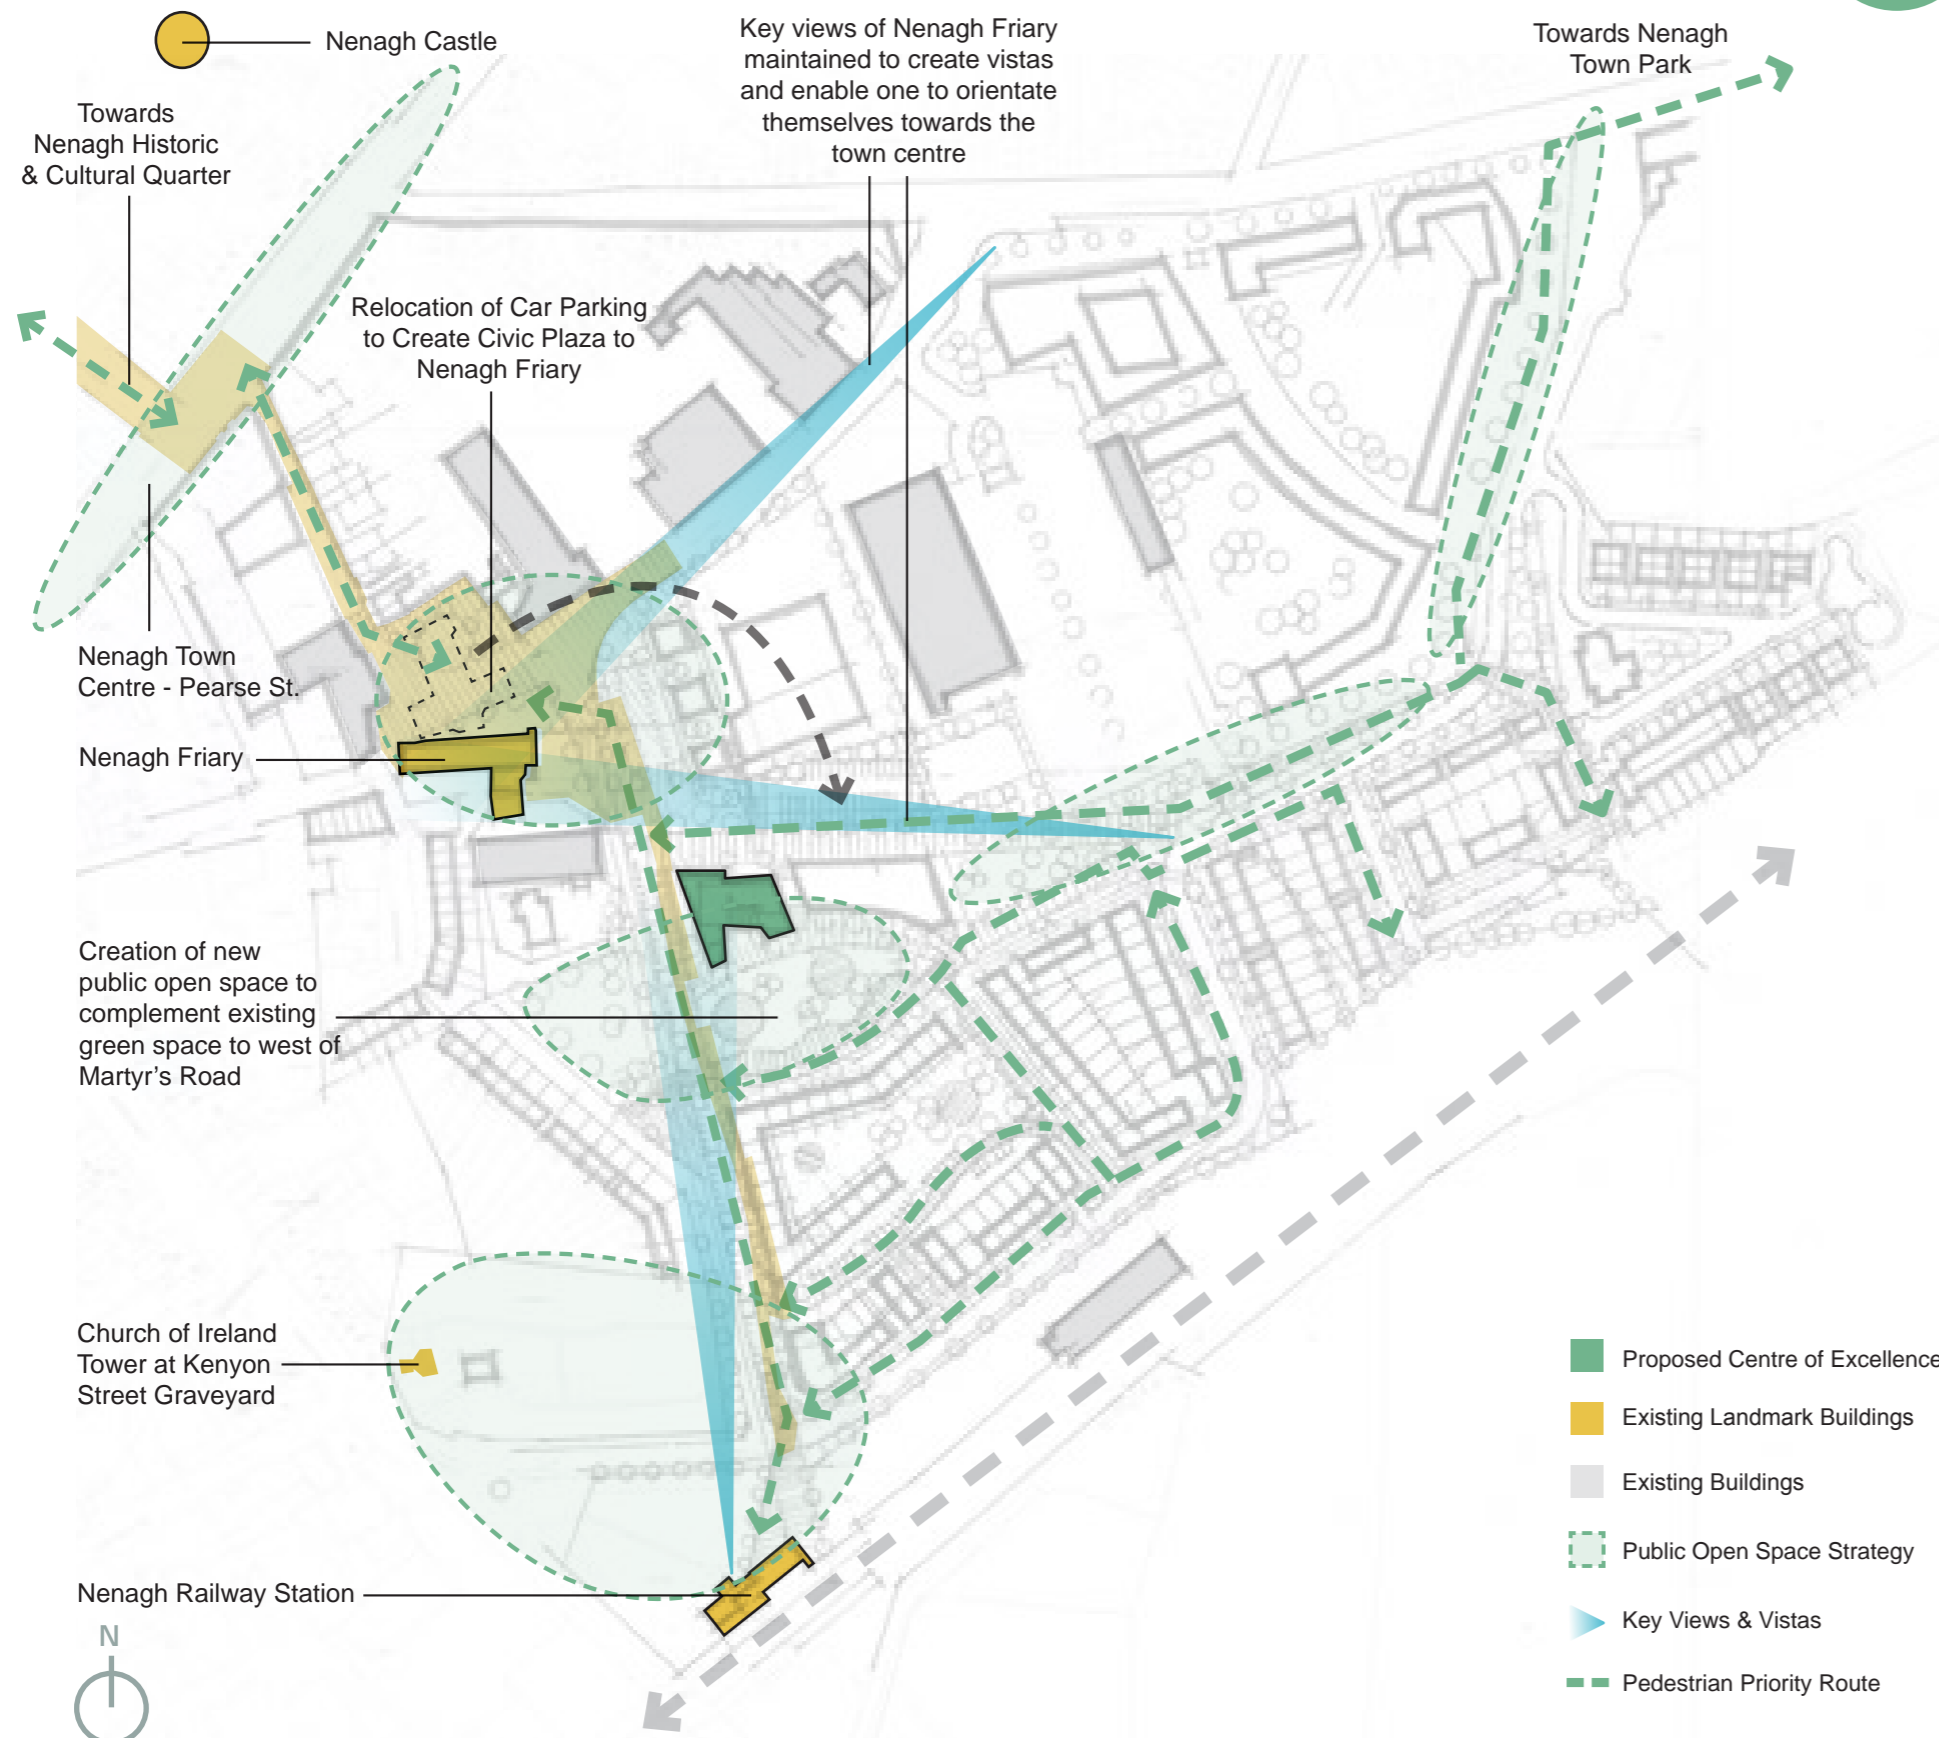 Nenagh Castle
Key views of Nenagh Friary
maintained to create vistas
and enable one to orientate
themselves towards the
town centre
Towards Nenagh
Town Park
Towards
Nenagh Historic
& Cultural Quarter
Relocation of Car Parking
to Create Civic Plaza to
Nenagh Friary
Nenagh Town
Centre - Pearse St.
Nenagh Friary
Creation of new
public open space to
complement existing
green space to west of
Martyr's Road
Church of Ireland
Tower at Kenyon
Street Graveyard
Nenagh Railway Station
N
Proposed Centre of Excellence
Existing Landmark Buildings
Existing Buildings
Public Open Space Strategy
Key Views & Vistas
Pedestrian Priority Route